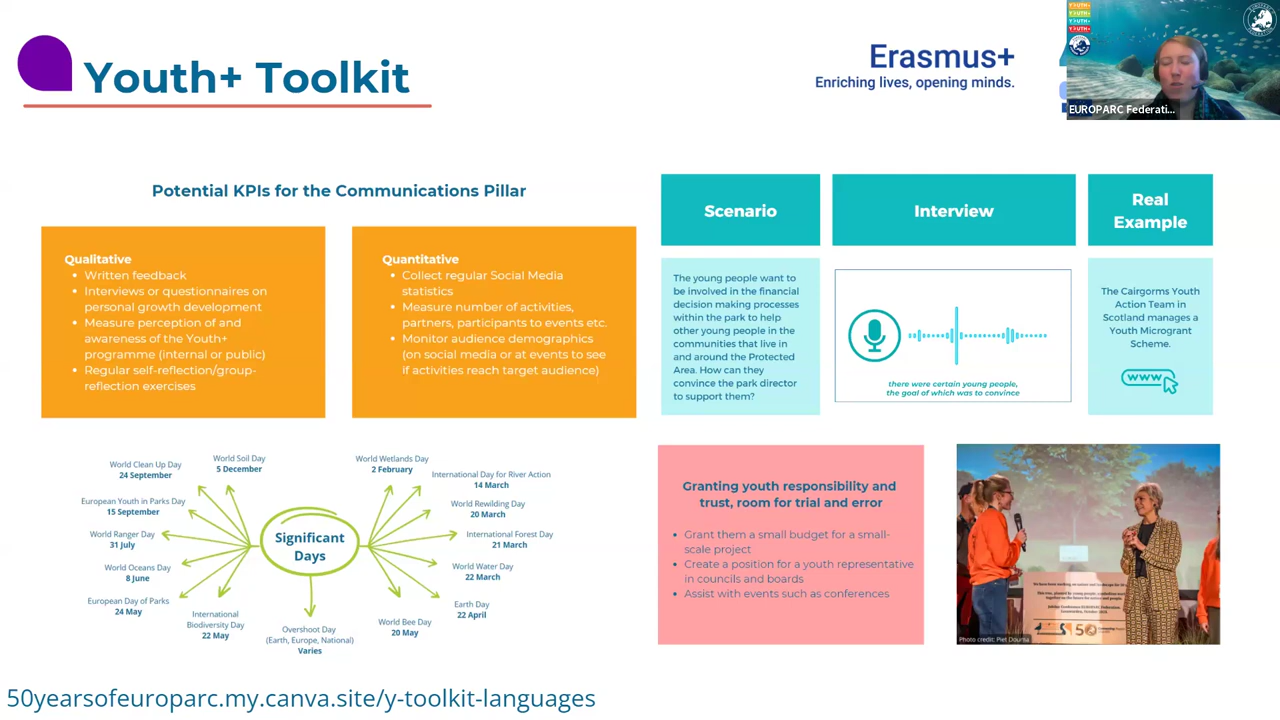 Youth+ Toolkit
Erasmus+
Enriching lives, opening minds.
YOUTH+
YOUTH+
YOUTH+
YOUTH+
EUROPARC Federati...
Potential KPIs for the Communications Pillar
Qualitative
• Written feedback
• Interviews or questionnaires on
personal growth development
• Measure perception of and
awareness of the Youth+
programme (internal or public)
• Regular self-reflection/group-
reflection exercises
Quantitative
• Collect regular Social Media
statistics
• Measure number of activities,
partners, participants to events etc.
• Monitor audience demographics
(on social media or at events to see
if activities reach target audience)
Scenario
The young people want to
be involved in the financial
decision making processes
within the park to help
other young people in the
communities that live in
and around the Protected
Area. How can they
convince the park director
to support them?
Interview
there were certain young people,
the goal of which was to convince
Real
Example
The Cairgorms Youth
Action Team in
Scotland manages a
Youth Microgrant
Scheme.
www
Significant
Days
World Clean Up Day
24 September
World Soil Day
5 December
European Youth in Parks Day
15 September
World Ranger Day
31 July
World Oceans Day
8 June
European Day of Parks
24 May
International
Biodiversity Day
22 May
Overshoot Day
(Earth, Europe, National)
Varies
World Wetlands Day
2 February
International Day for River Action
14 March
World Rewilding Day
20 March
International Forest Day
21 March
World Water Day
22 March
Earth Day
22 April
World Bee Day
20 May
Granting youth responsibility and
trust, room for trial and error
• Grant them a small budget for a small-
scale project
• Create a position for a youth representative
in councils and boards
• Assist with events such as conferences
50
Photo credit: Piet Douma
50yearsofeuroparc.my.canva.site/y-toolkit-languages